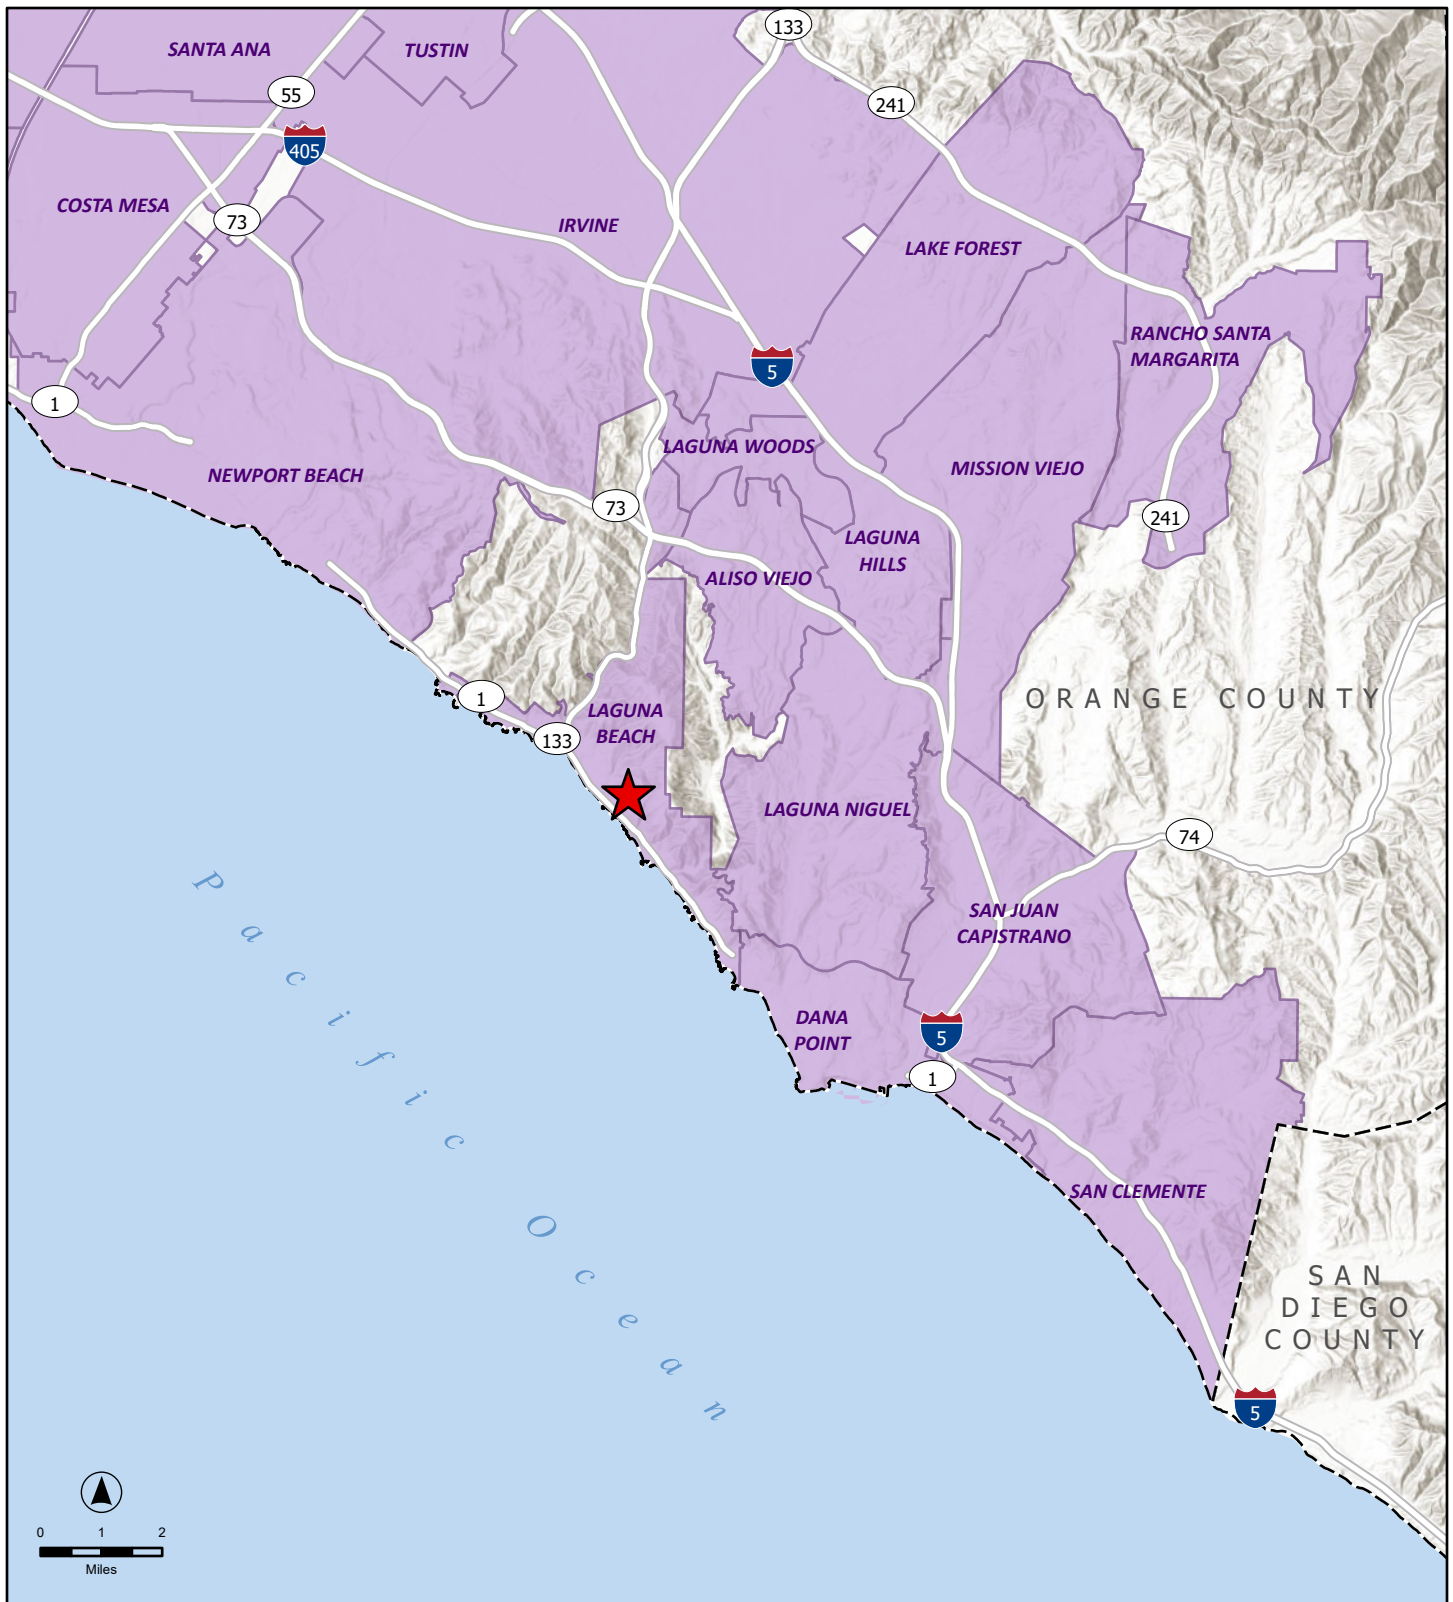 133
SANTA ANA
TUSTIN
55
241
405
COSTA MESA
73
IRVINE
LAKE FOREST
RANCHO SANTA
MARGARITA
5
1
LAGUNA WOODS
MISSION VIEJO
NEWPORT BEACH
73
241
LAGUNA
HILLS
ALISO VIEJO
ORANGE COUNTY
1
LAGUNA
BEACH
133
LAGUNA NIGUEL
74
SAN JUAN
CAPISTRANO
DANA
POINT
5
1
SAN CLEMENTE
Pacific Ocean
SAN
DIEGO
COUNTY
5
0 1 2
Miles